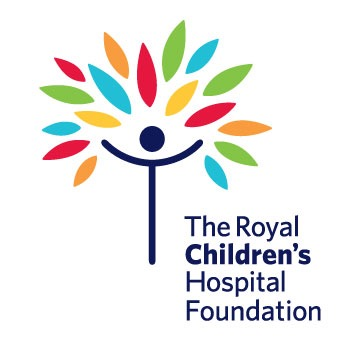 The Royal
Children's
Hospital
Foundation